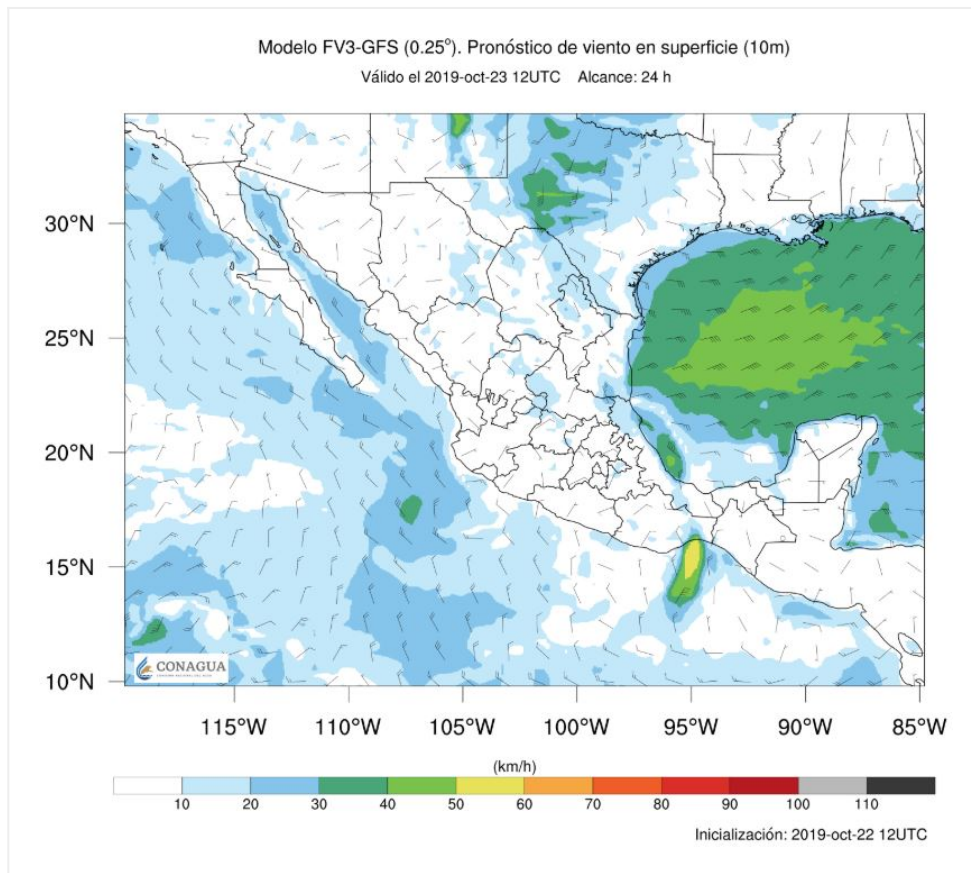 Modelo FV3-GFS (0.25°). Pronóstico de viento en superficie (10m)
Válido el 2019-oct-23 12UTC Alcance: 24 h
30°N
25°N
20°N
15°N
10°N
CONAGUA
115°W 110°W 105°W 100°W 95°W 90°W 85°W
(km/h)
10 20 30 40 50 60 70 80 90 100 110
Inicialización: 2019-oct-22 12UTC